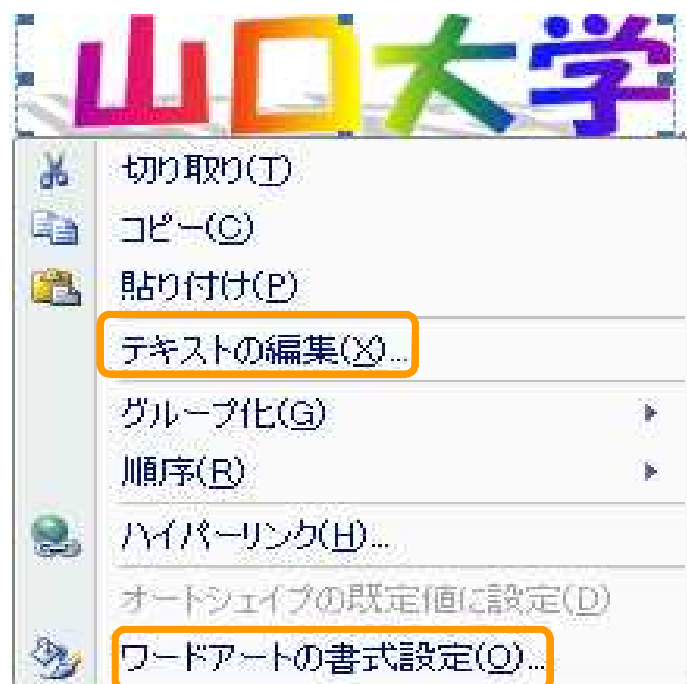 山口大学
切り取り(T)
コピー(C)
貼り付け(P)
テキストの編集(X)...
グループ化(G)
順序(R)
ハイパーリンク(H)...
オートシェイプの既定値に設定(D)
ワードアートの書式設定(O)...